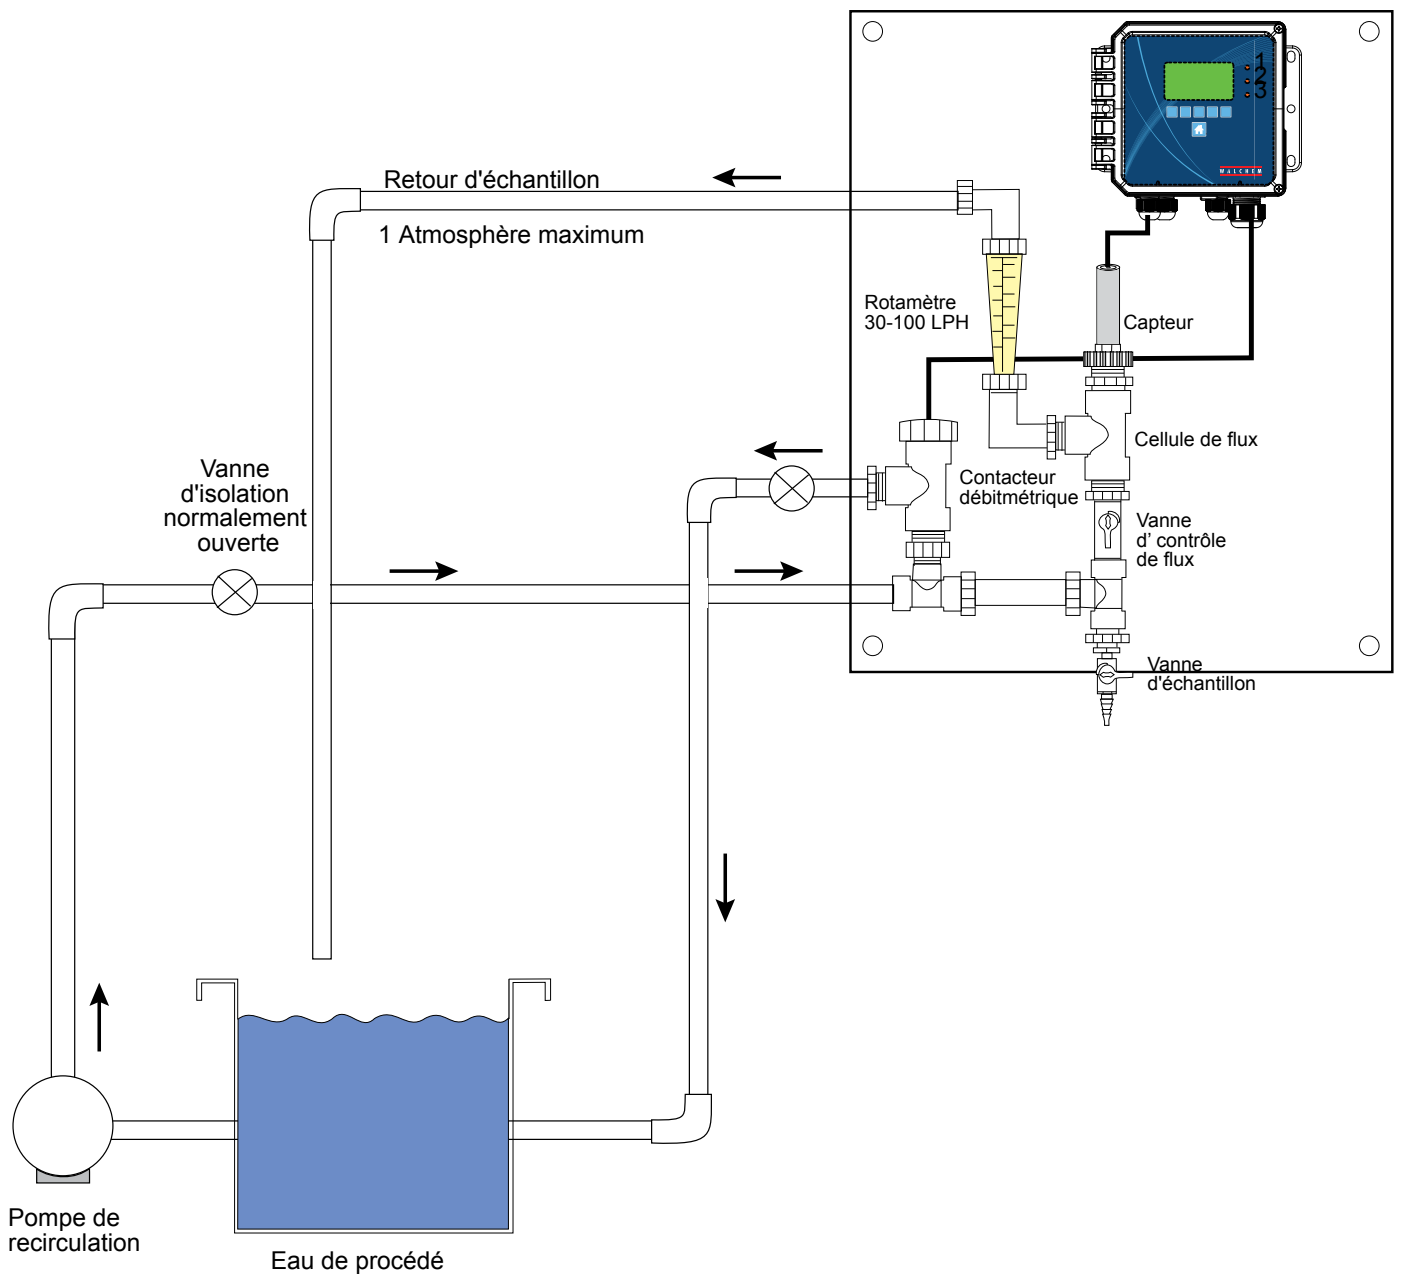 1
2
3
WALCHEM
Retour d'échantillon
1 Atmosphère maximum
Rotamètre
30-100 LPH
Capteur
Cellule de flux
Vanne
d'isolation
normalement
ouverte
Contacteur
débitmétrique
Vanne
d' contrôle
de flux
Vanne
d'échantillon
Pompe de
recirculation
Eau de procédé